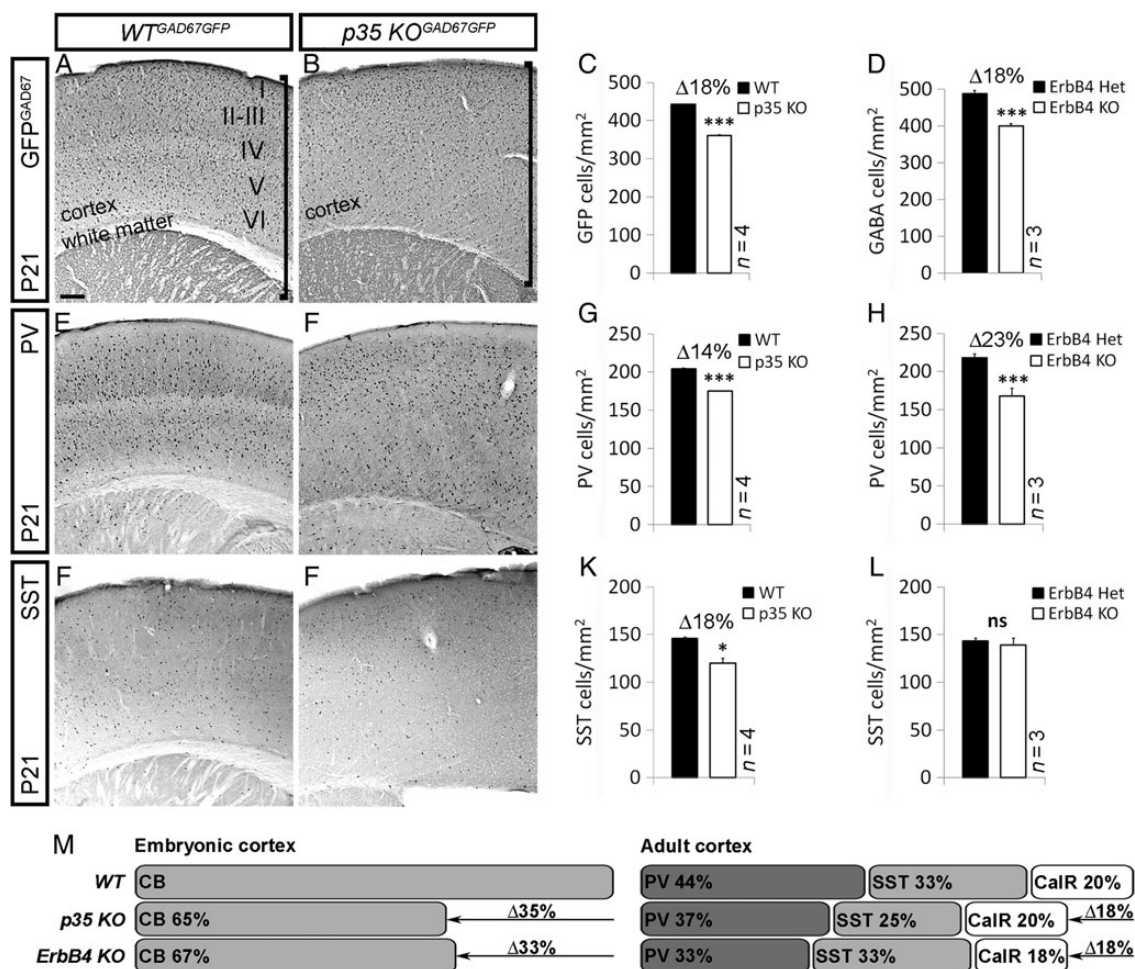 WT^GAD67GFP
p35 KO^GAD67GFP
GFP^GAD67
P21
A
I
II-III
IV
V
VI
cortex
white matter
B
cortex
C
500
400
300
200
100
0
GFP cells/mm²
Δ18%
***
WT
p35 KO
n = 4
D
500
400
300
200
100
0
GABA cells/mm²
Δ18%
***
ErbB4 Het
ErbB4 KO
n = 3
PV
P21
E
F
G
250
200
150
100
50
0
PV cells/mm²
Δ14%
***
WT
p35 KO
n = 4
H
250
200
150
100
50
0
PV cells/mm²
Δ23%
***
ErbB4 Het
ErbB4 KO
n = 3
SST
P21
F
F
K
200
150
100
50
0
SST cells/mm²
Δ18%
*
WT
p35 KO
n = 4
L
200
150
100
50
0
SST cells/mm²
ns
ErbB4 Het
ErbB4 KO
n = 3
M
Embryonic cortex
Adult cortex
WT
CB
PV 44%
SST 33%
CalR 20%
p35 KO
CB 65%
Δ35%
PV 37%
SST 25%
CalR 20%
Δ18%
ErbB4 KO
CB 67%
Δ33%
PV 33%
SST 33%
CalR 18%
Δ18%